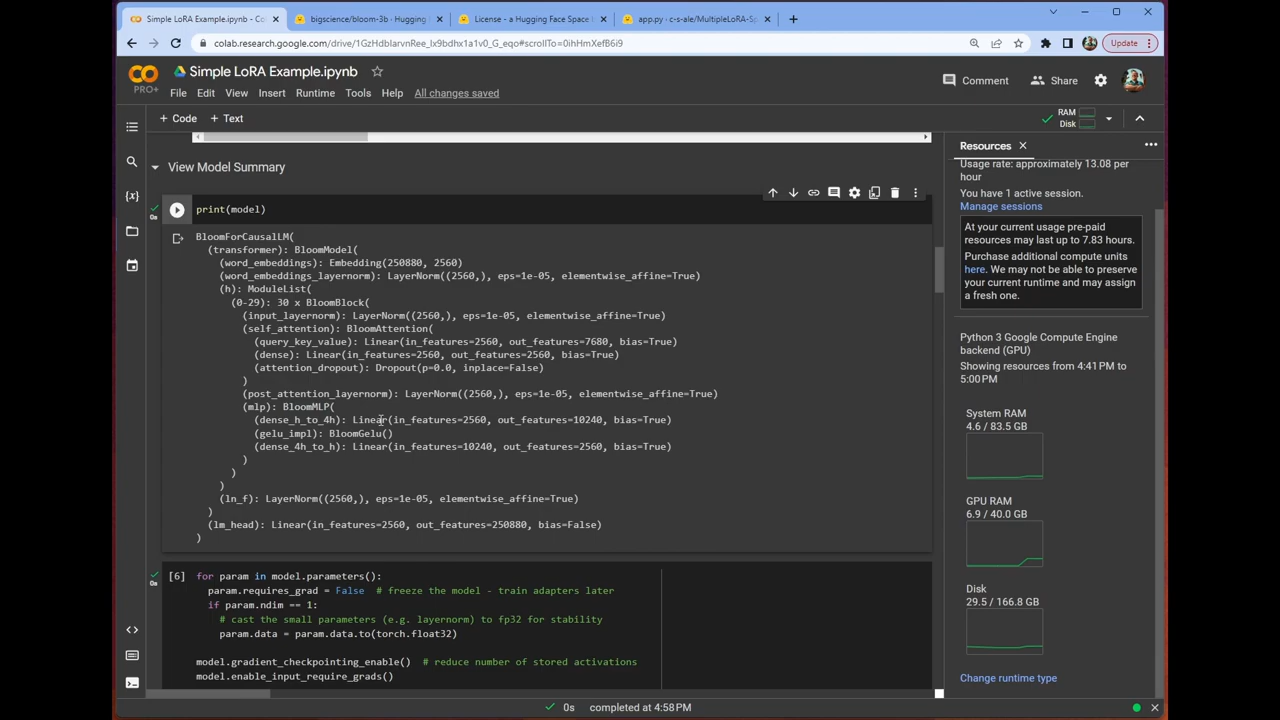 Simple LoRA Example.ipynb - Co
bigscience/bloom-3b · Hugging
License - a Hugging Face Space
app.py · c-s-ale/MultipleLoRA-Sp
colab.research.google.com/drive/1GzHdbIarvnRee_lx9bdhx1a1v0_G_eqo#scrollTo=0ihHmXefB6i9
Update
PRO+
Simple LoRA Example.ipynb
Comment
Share
File Edit View Insert Runtime Tools Help All changes saved
+ Code + Text
RAM
Disk
Resources
View Model Summary
Usage rate: approximately 13.08 per
hour
You have 1 active session.
Manage sessions
At your current usage pre-paid
resources may last up to 7.83 hours.
Purchase additional compute units
here. We may not be able to preserve
your current runtime and may assign
a fresh one.
Python 3 Google Compute Engine
backend (GPU)
Showing resources from 4:41 PM to
5:00 PM
System RAM
4.6 / 83.5 GB
GPU RAM
6.9 / 40.0 GB
Disk
29.5 / 166.8 GB
Change runtime type
0s
print(model)
BloomForCausalLM(
(transformer): BloomModel(
(word_embeddings): Embedding(250880, 2560)
(word_embeddings_layernorm): LayerNorm((2560,), eps=1e-05, elementwise_affine=True)
(h): ModuleList(
(0-29): 30 x BloomBlock(
(input_layernorm): LayerNorm((2560,), eps=1e-05, elementwise_affine=True)
(self_attention): BloomAttention(
(query_key_value): Linear(in_features=2560, out_features=7680, bias=True)
(dense): Linear(in_features=2560, out_features=2560, bias=True)
(attention_dropout): Dropout(p=0.0, inplace=False)
)
(post_attention_layernorm): LayerNorm((2560,), eps=1e-05, elementwise_affine=True)
(mlp): BloomMLP(
(dense_h_to_4h): Linear(in_features=2560, out_features=10240, bias=True)
(gelu_impl): BloomGelu()
(dense_4h_to_h): Linear(in_features=10240, out_features=2560, bias=True)
)
)
)
(ln_f): LayerNorm((2560,), eps=1e-05, elementwise_affine=True)
)
(lm_head): Linear(in_features=2560, out_features=250880, bias=False)
)
0s
[6] for param in model.parameters():
param.requires_grad = False # freeze the model - train adapters later
if param.ndim == 1:
# cast the small parameters (e.g. layernorm) to fp32 for stability
param.data = param.data.to(torch.float32)
model.gradient_checkpointing_enable() # reduce number of stored activations
model.enable_input_require_grads()
0s completed at 4:58 PM